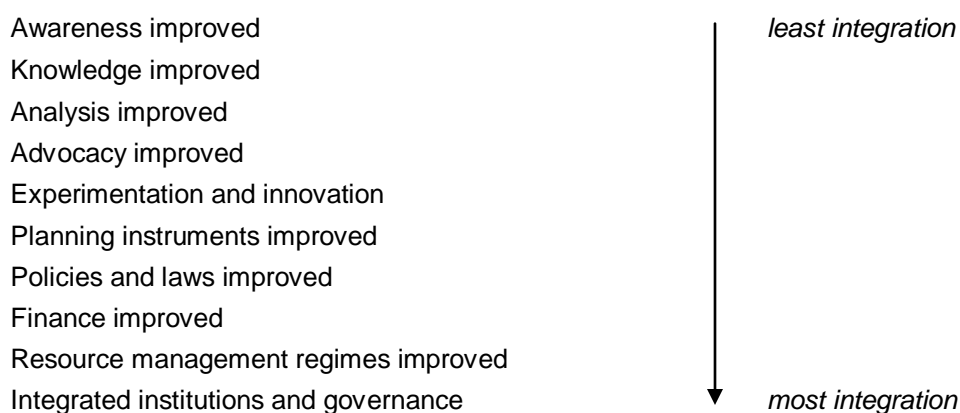 Awareness improved least integration
Knowledge improved
Analysis improved
Advocacy improved
Experimentation and innovation
Planning instruments improved
Policies and laws improved
Finance improved
Resource management regimes improved
Integrated institutions and governance most integration